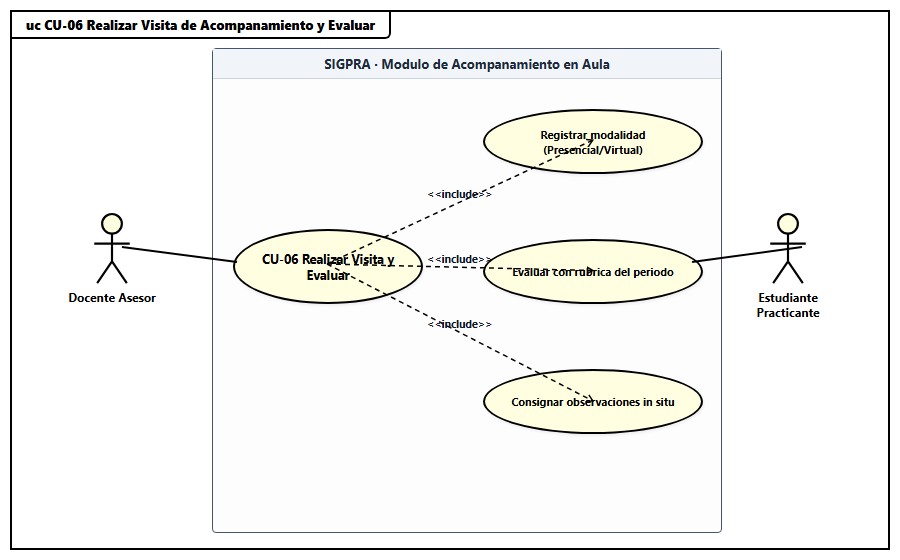 uc CU-06 Realizar Visita de Acompanamiento y Evaluar
SIGPRA · Modulo de Acompanamiento en Aula
Registrar modalidad
(Presencial/Virtual)
<<include>>
CU-06 Realizar Visita y
Evaluar
<<include>>
Evaluar con rubrica del periodo
Docente Asesor
Estudiante
Practicante
<<include>>
Consignar observaciones in situ